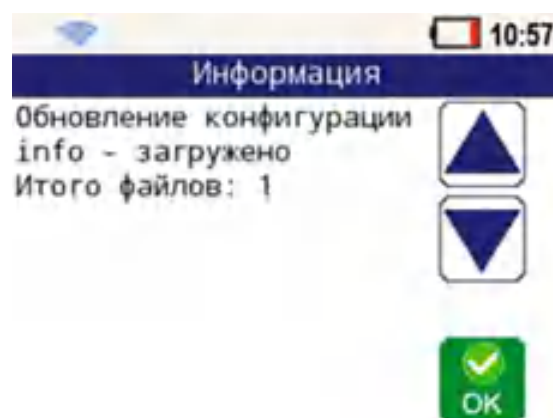 10:57
Информация
Обновление конфигурации
info - загружено
Итого файлов: 1
OK